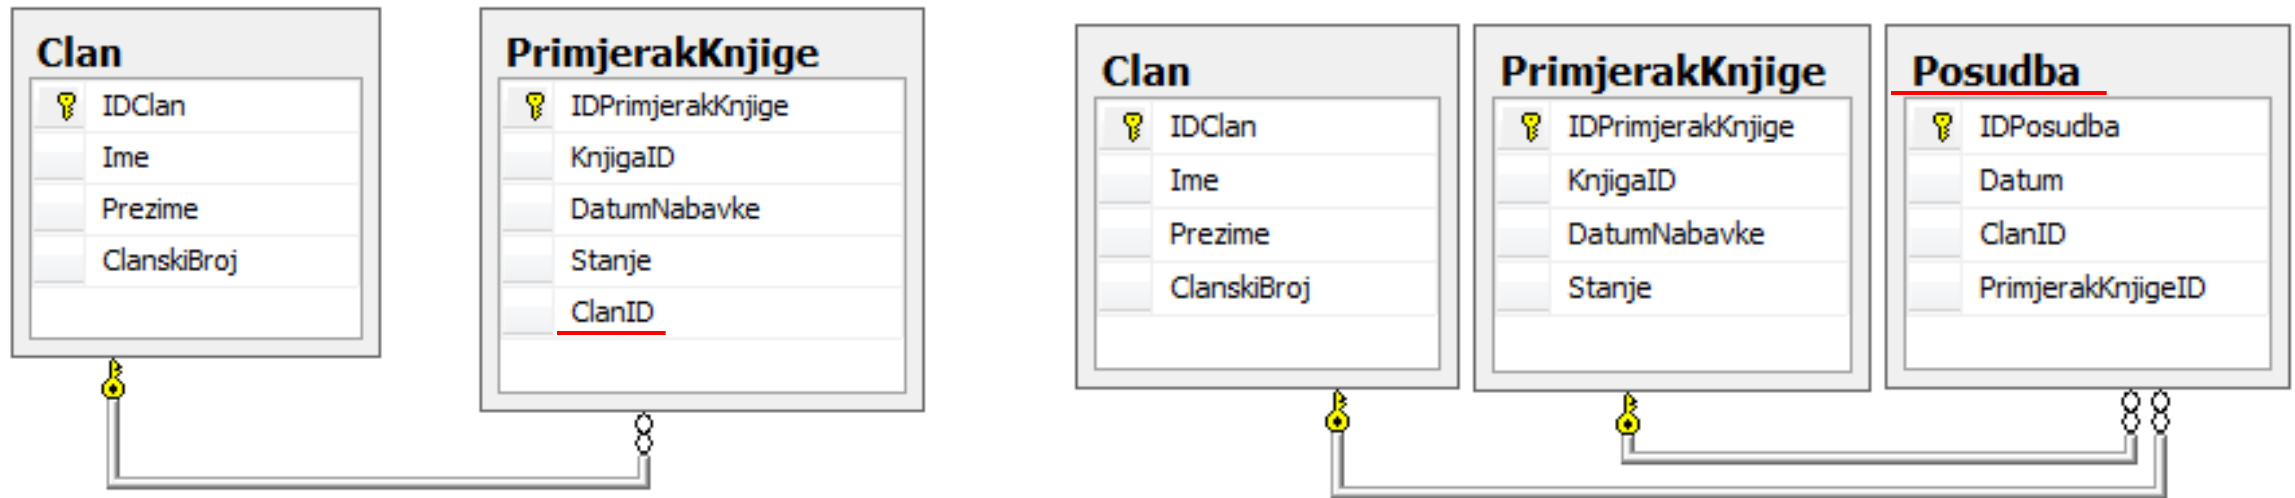 Clan
IDClan
Ime
Prezime
ClanskiBroj
PrimjerakKnjige
IDPrimjerakKnjige
KnjigaID
DatumNabavke
Stanje
ClanID
Clan
IDClan
Ime
Prezime
ClanskiBroj
PrimjerakKnjige
IDPrimjerakKnjige
KnjigaID
DatumNabavke
Stanje
Posudba
IDPosudba
Datum
ClanID
PrimjerakKnjigeID